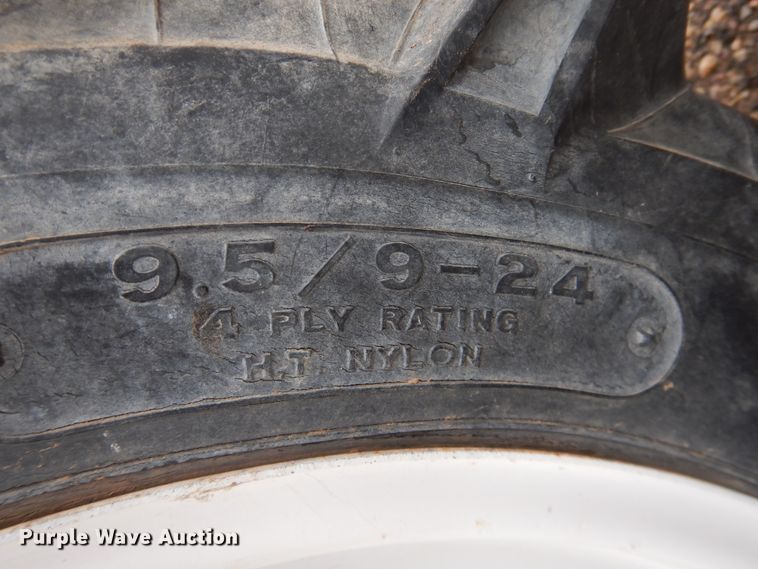 9.5/9-24
4 PLY RATING
H.T. NYLON
Purple Wave Auction